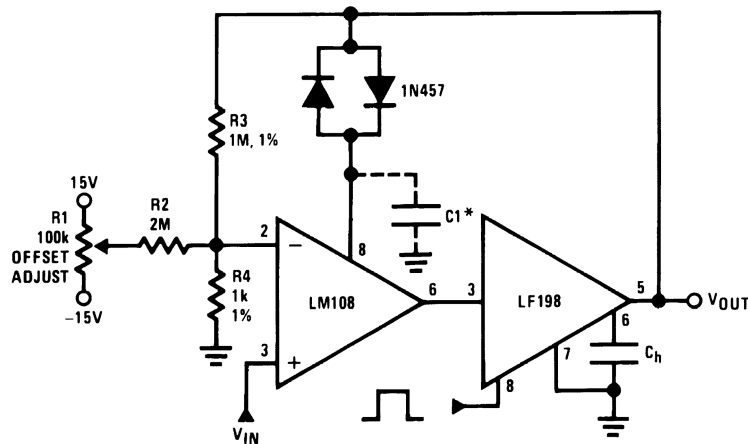 1N457
R3
1M, 1%
15V
R1
100k
OFFSET
ADJUST
–15V
R2
2M
2
–
8
C1*
R4
1k
1%
LM108
6
3
LF198
5
VOUT
6
3
+
7
Ch
8
VIN